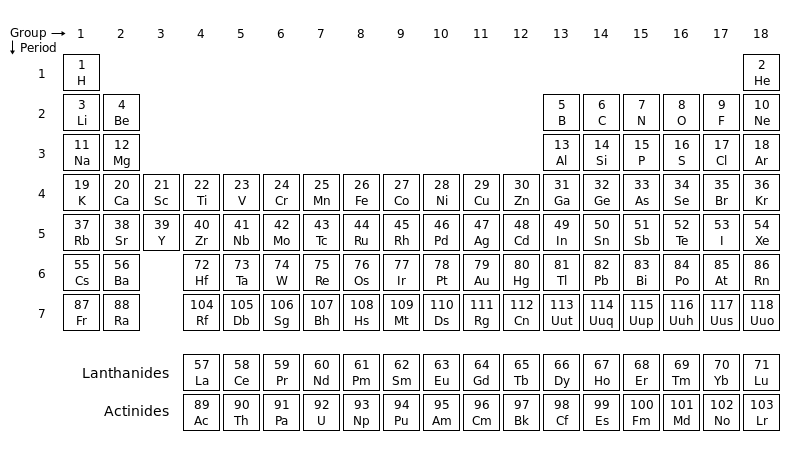 Group → 1 2 3 4 5 6 7 8 9 10 11 12 13 14 15 16 17 18
↓ Period
1
1 2
H He
2
3 4 5 6 7 8 9 10
Li Be B C N O F Ne
3
11 12 13 14 15 16 17 18
Na Mg Al Si P S Cl Ar
4
19 20 21 22 23 24 25 26 27 28 29 30 31 32 33 34 35 36
K Ca Sc Ti V Cr Mn Fe Co Ni Cu Zn Ga Ge As Se Br Kr
5
37 38 39 40 41 42 43 44 45 46 47 48 49 50 51 52 53 54
Rb Sr Y Zr Nb Mo Tc Ru Rh Pd Ag Cd In Sn Sb Te I Xe
6
55 56 72 73 74 75 76 77 78 79 80 81 82 83 84 85 86
Cs Ba Hf Ta W Re Os Ir Pt Au Hg Tl Pb Bi Po At Rn
7
87 88 104 105 106 107 108 109 110 111 112 113 114 115 116 117 118
Fr Ra Rf Db Sg Bh Hs Mt Ds Rg Cn Uut Uuq Uup Uuh Uus Uuo
Lanthanides
57 58 59 60 61 62 63 64 65 66 67 68 69 70 71
La Ce Pr Nd Pm Sm Eu Gd Tb Dy Ho Er Tm Yb Lu
Actinides
89 90 91 92 93 94 95 96 97 98 99 100 101 102 103
Ac Th Pa U Np Pu Am Cm Bk Cf Es Fm Md No Lr